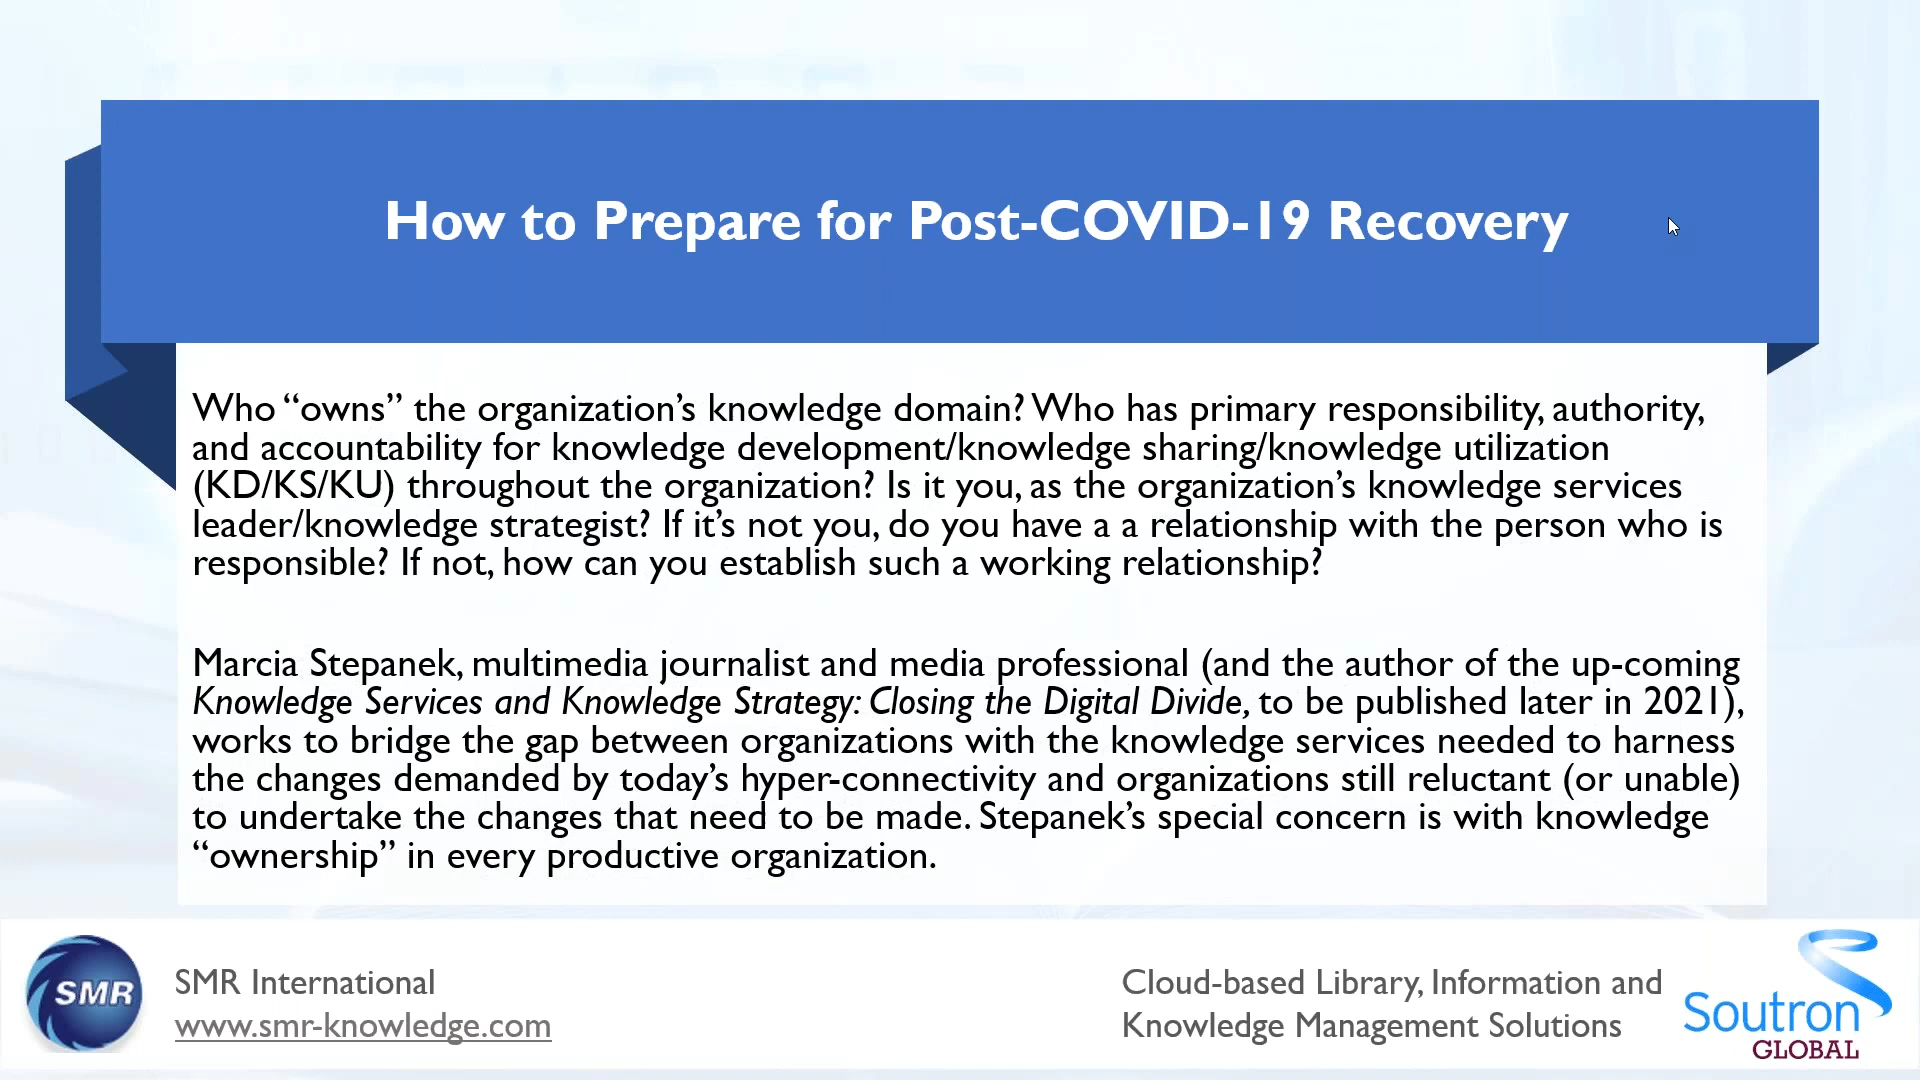 How to Prepare for Post-COVID-19 Recovery
Who “owns” the organization’s knowledge domain? Who has primary responsibility, authority,
and accountability for knowledge development/knowledge sharing/knowledge utilization
(KD/KS/KU) throughout the organization? Is it you, as the organization’s knowledge services
leader/knowledge strategist? If it’s not you, do you have a a relationship with the person who is
responsible? If not, how can you establish such a working relationship?
Marcia Stepanek, multimedia journalist and media professional (and the author of the up-coming
Knowledge Services and Knowledge Strategy: Closing the Digital Divide, to be published later in 2021),
works to bridge the gap between organizations with the knowledge services needed to harness
the changes demanded by today’s hyper-connectivity and organizations still reluctant (or unable)
to undertake the changes that need to be made. Stepanek’s special concern is with knowledge
“ownership” in every productive organization.
SMR
SMR International
www.smr-knowledge.com
Cloud-based Library, Information and
Knowledge Management Solutions
Soutron
GLOBAL